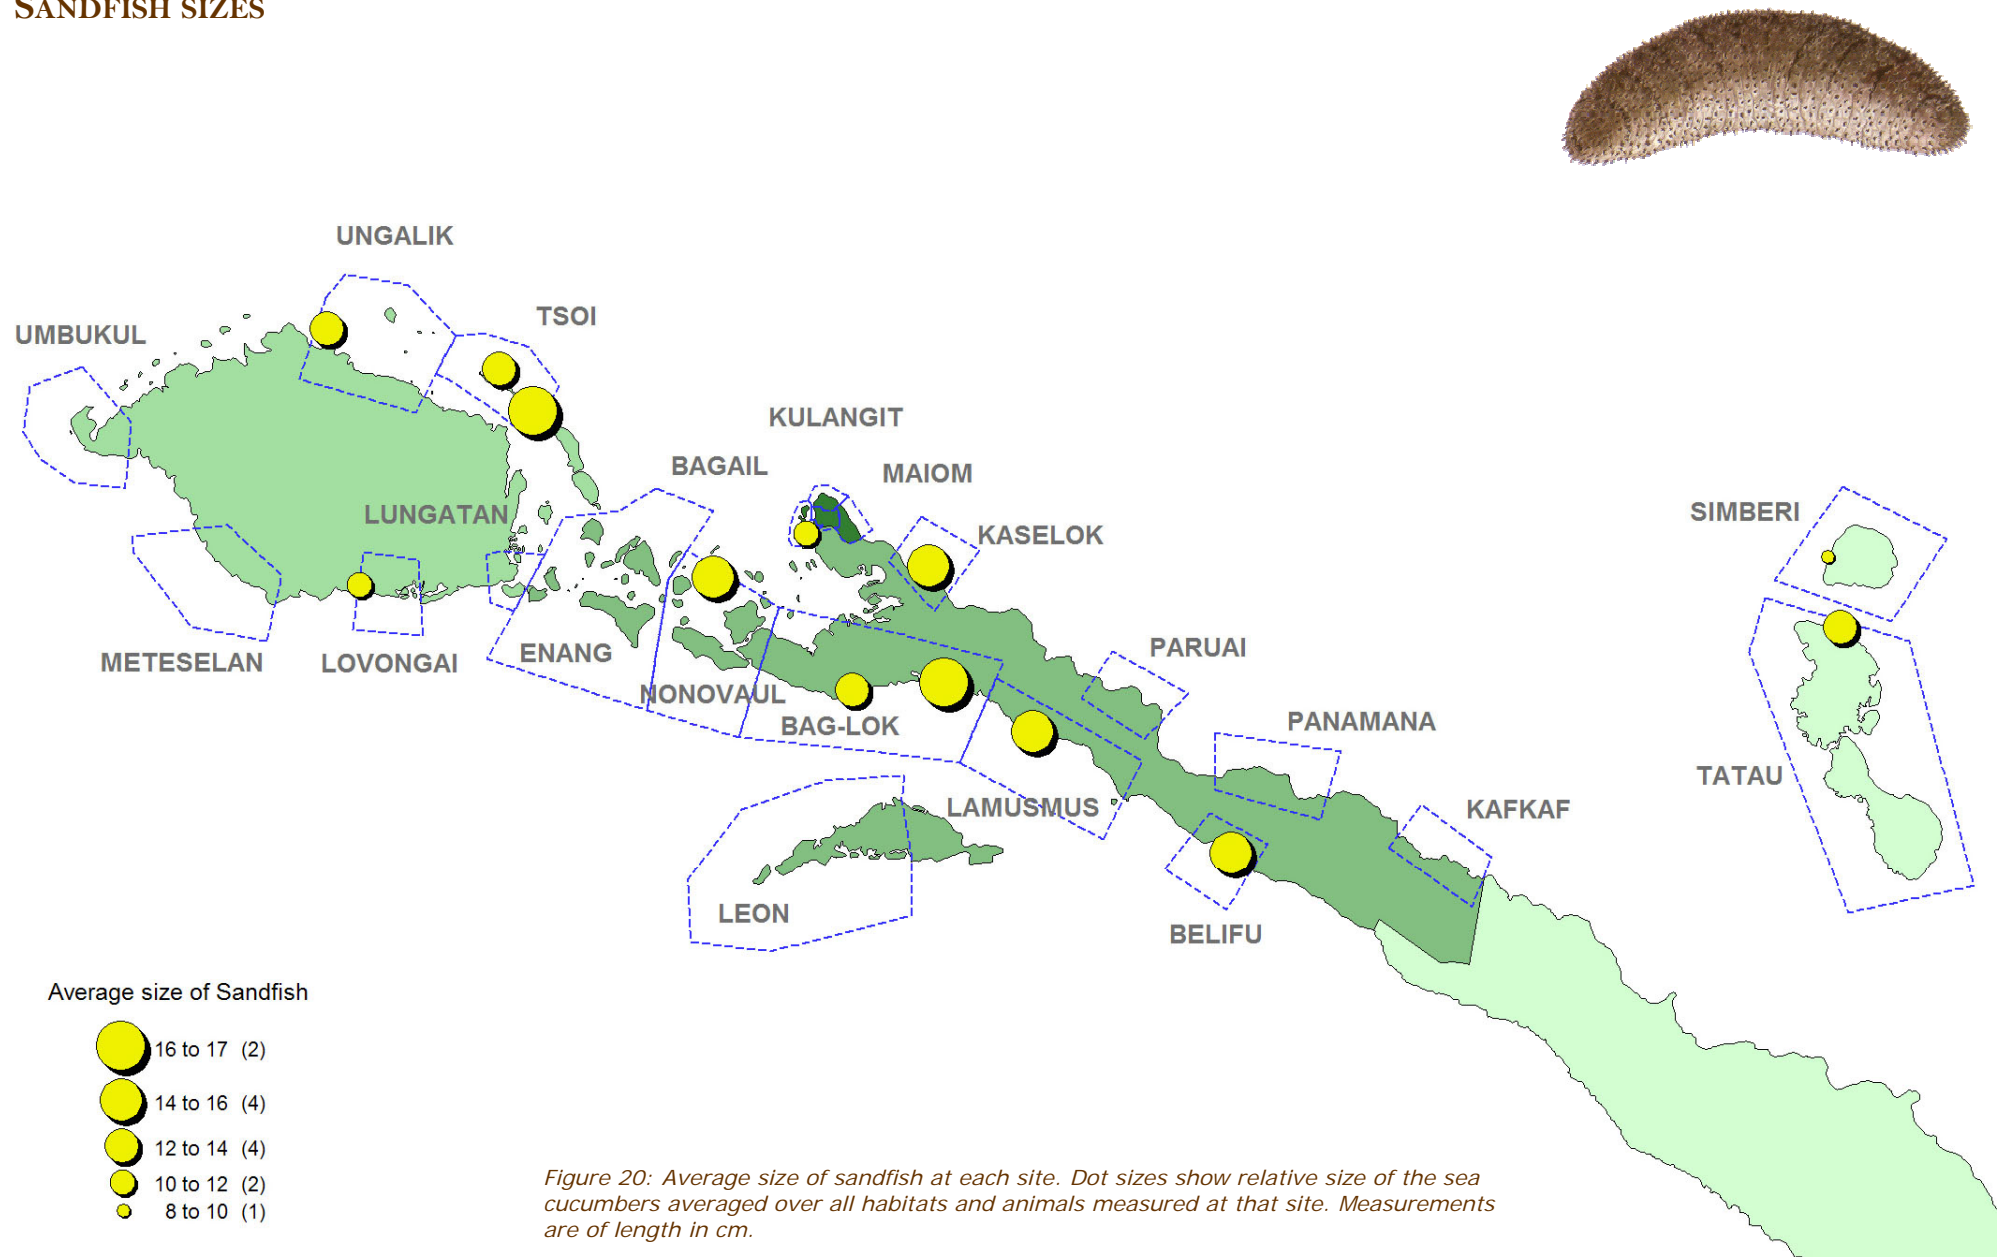 SANDFISH SIZES
UNGALIK
TSOI
UMBUKUL
KULANGIT
BAGAIL
MAIOM
LUNGATAN
KASELOK
SIMBERI
METESELAN
LOVONGAI
ENANG
NONOVAUL
BAG-LOK
PARUAI
PANAMANA
TATAU
LAMUSMUS
KAFKAF
LEON
BELIFU
Average size of Sandfish
16 to 17 (2)
14 to 16 (4)
12 to 14 (4)
10 to 12 (2)
8 to 10 (1)
Figure 20: Average size of sandfish at each site. Dot sizes show relative size of the sea
cucumbers averaged over all habitats and animals measured at that site. Measurements
are of length in cm.